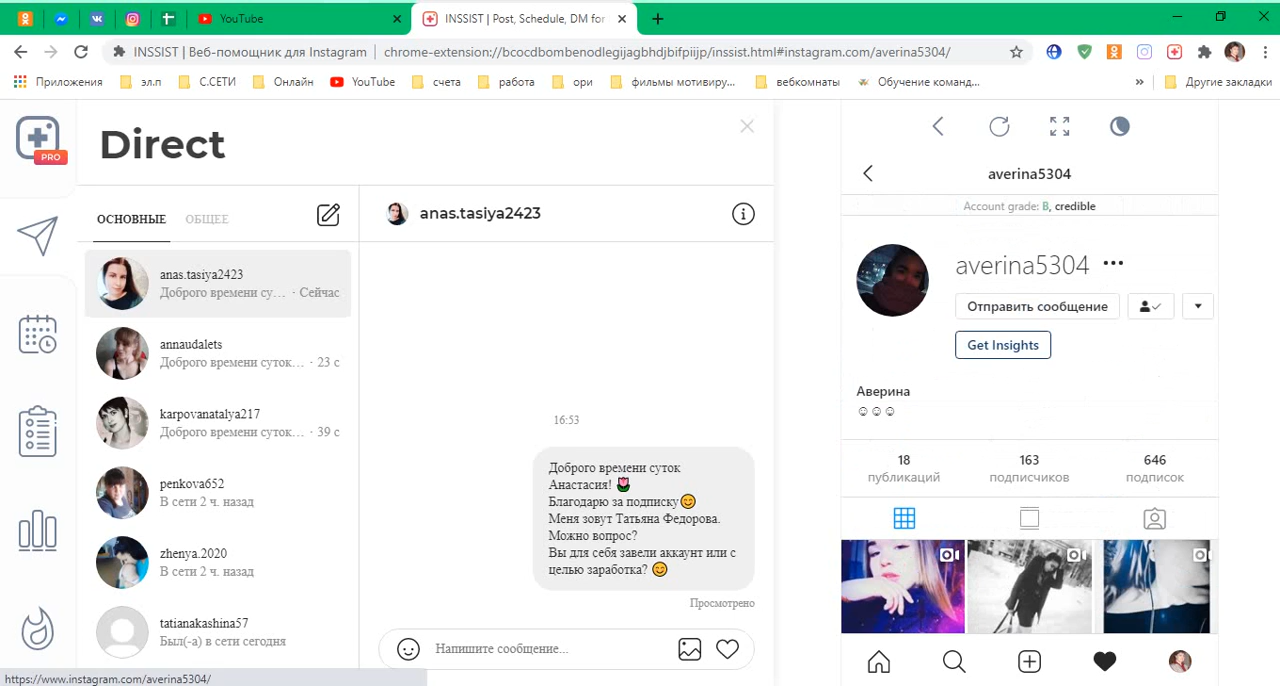 YouTube
INSSIST | Post, Schedule, DM for
INSSIST | Веб-помощник для Instagram | chrome-extension://bcocdbombenodlegijagbhdjbifpiijp/inssist.html#instagram.com/averina5304/
Приложения эл.п С.СЕТИ Онлайн YouTube счета работа ори фильмы мотивиру... вебкомнаты Обучение команд... » Другие закладки
PRO
Direct
ОСНОВНЫЕ ОБЩЕЕ
anas.tasiya2423
Доброго времени су... · Сейчас
annaudalets
Доброго времени суток... · 23 с
karpovanatalya217
Доброго времени суток... · 39 с
penkova652
В сети 2 ч. назад
zhenya.2020
В сети 2 ч. назад
tatianakashina57
Был(-а) в сети сегодня
https://www.instagram.com/averina5304/
anas.tasiya2423
16:53
Доброго времени суток
Анастасия! 🌷
Благодарю за подписку😊
Меня зовут Татьяна Федорова.
Можно вопрос?
Вы для себя завели аккаунт или с
целью заработка? 😊
Просмотрено
Напишите сообщение...
averina5304
Account grade: B, credible
averina5304 •••
Отправить сообщение
Get Insights
Аверина
☺☺☺
18 163 646
публикаций подписчиков подписок